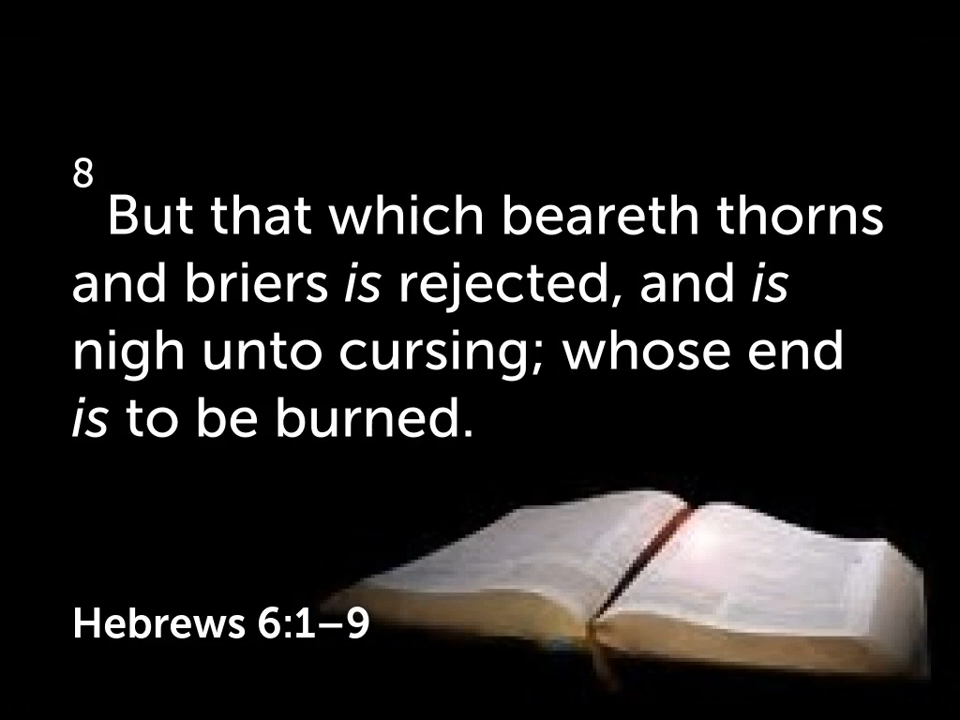 8
But that which beareth thorns
and briers is rejected, and is
nigh unto cursing; whose end
is to be burned.
Hebrews 6:1–9